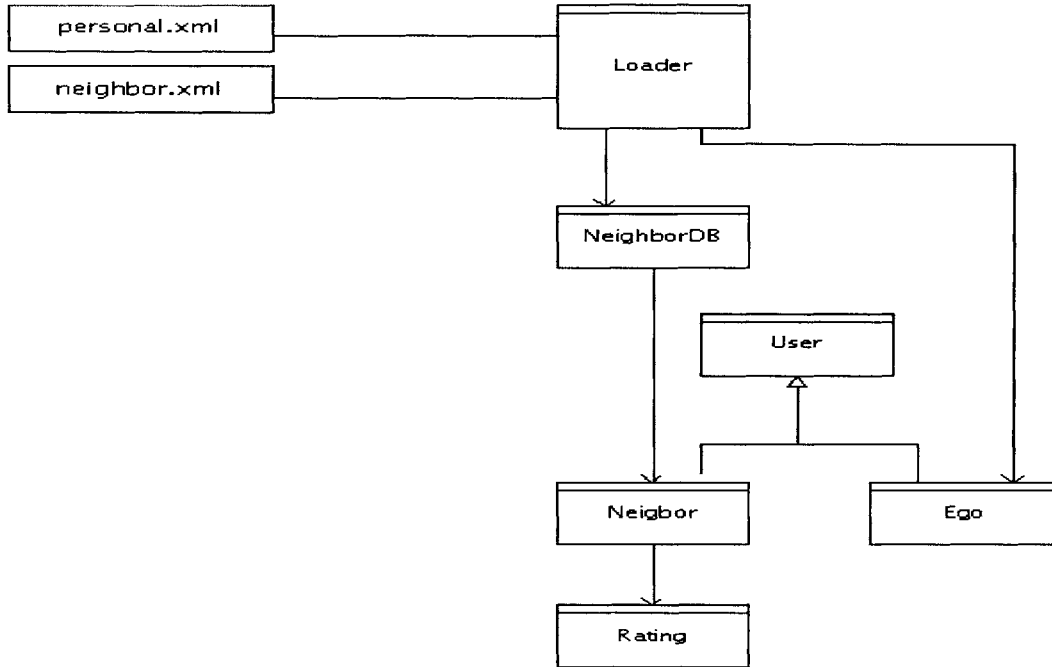 personal.xml
neighbor.xml
Loader
NeighborDB
User
Neigbor
Ego
Rating